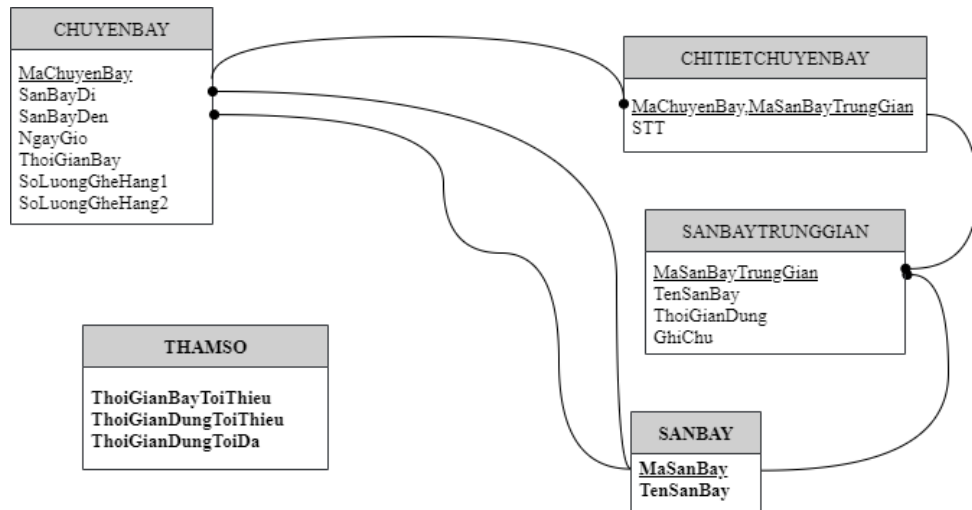 CHUYENBAY
MaChuyenBay
SanBayDi
SanBayDen
NgayGio
ThoiGianBay
SoLuongGheHang1
SoLuongGheHang2
CHITIETCHUYENBAY
MaChuyenBay,MaSanBayTrungGian
STT
SANBAYTRUNGGIAN
MaSanBayTrungGian
TenSanBay
ThoiGianDung
GhiChu
THAMSO
ThoiGianBayToiThieu
ThoiGianDungToiThieu
ThoiGianDungToiDa
SANBAY
MaSanBay
TenSanBay